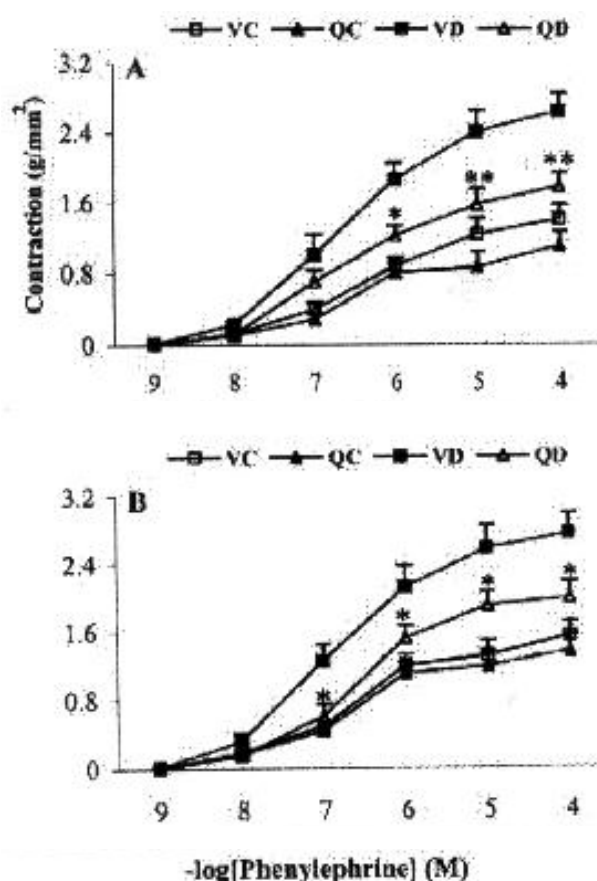 VC QC VD QD
A
3.2
2.4
1.6
0.8
0
Contraction (g/mm²)
* ** **
9 8 7 6 5 4
VC QC VD QD
B
3.2
2.4
1.6
0.8
0
* * * *
9 8 7 6 5 4
-log[Phenylephrine] (M)